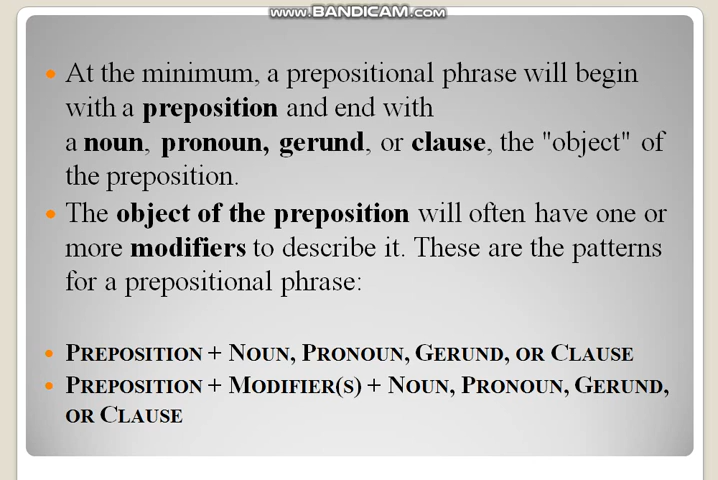 www.BANDICAM.com
At the minimum, a prepositional phrase will begin
with a preposition and end with
a noun, pronoun, gerund, or clause, the "object" of
the preposition.
The object of the preposition will often have one or
more modifiers to describe it. These are the patterns
for a prepositional phrase:
PREPOSITION + NOUN, PRONOUN, GERUND, OR CLAUSE
PREPOSITION + MODIFIER(S) + NOUN, PRONOUN, GERUND,
OR CLAUSE